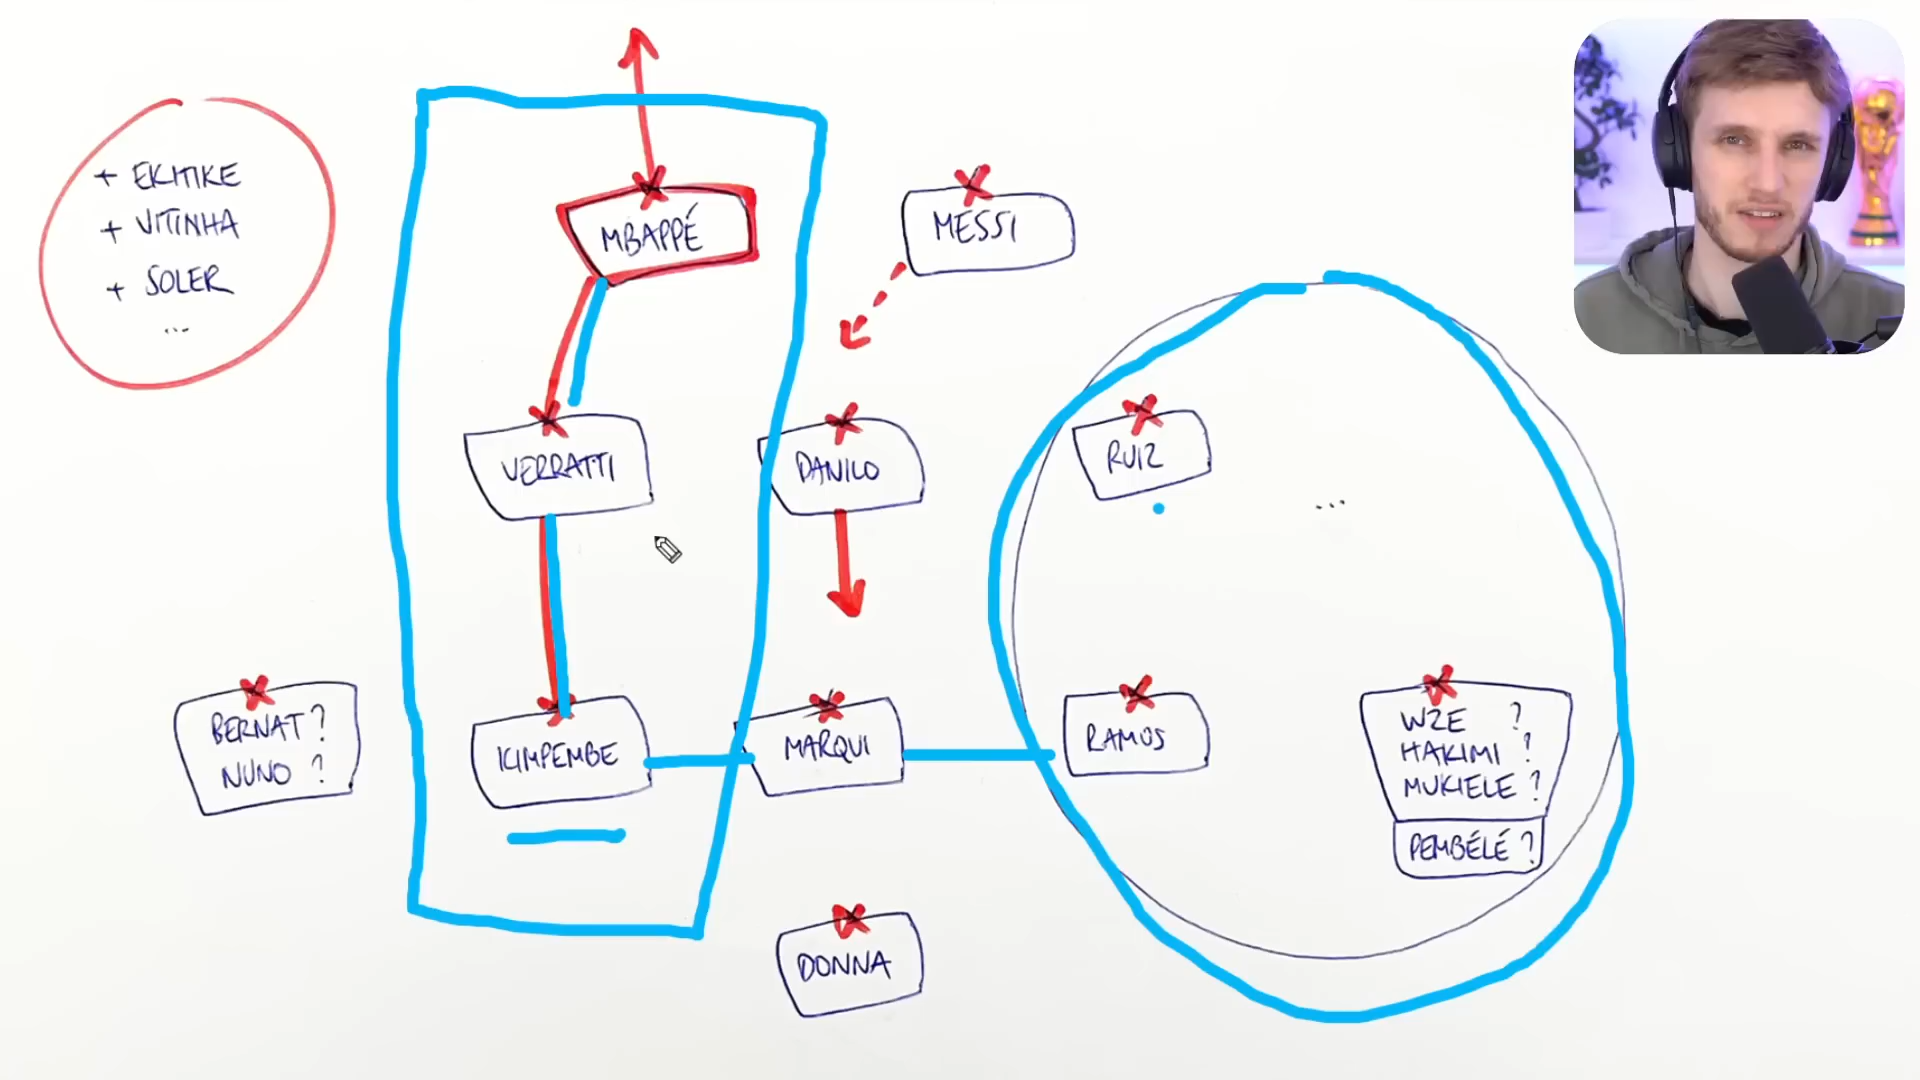 + EKITIKE
+ VITINHA
+ SOLER
...
MBAPPÉ
MESSI
VERRATTI
DANILO
RUIZ
...
BERNAT ?
NUNO ?
KIMPEMBE
MARQUI
RAMOS
WZE ?
HAKIMI ?
MUKIELE ?
PEMBÉLÉ ?
DONNA